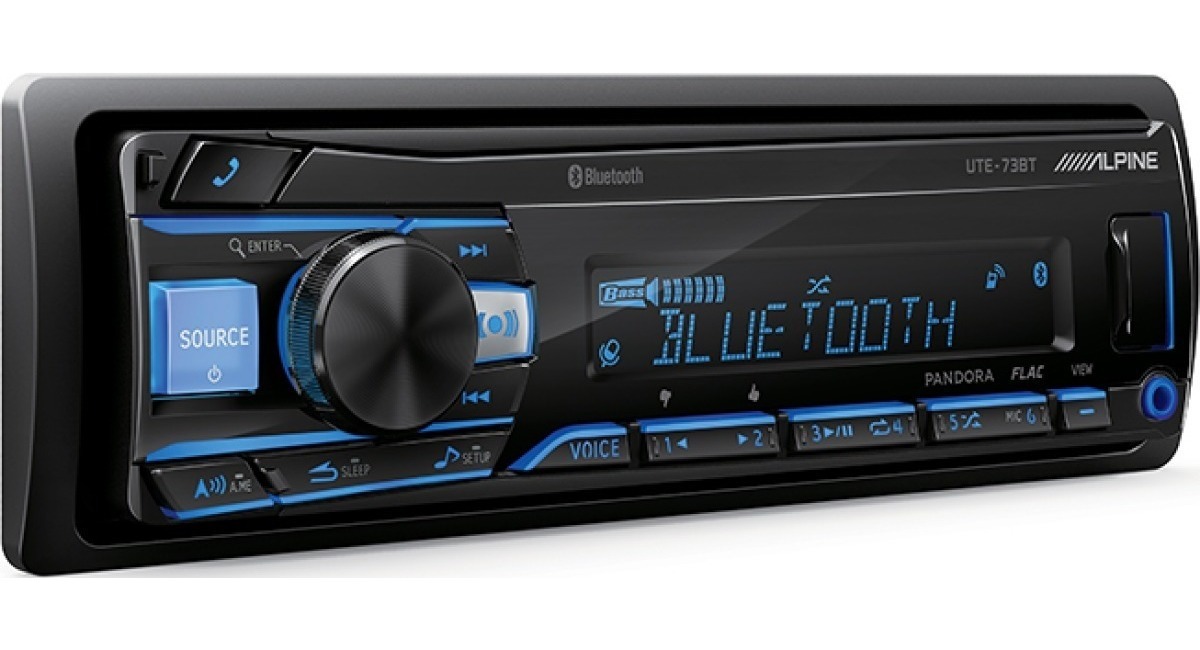 Bluetooth
UTE-73BT
ALPINE
ENTER
SOURCE
Bass
BLUETOOTH
PANDORA FLAC VIEW
VOICE
1 2 3 4 5 MIC 6
A.ME SLEEP SETUP